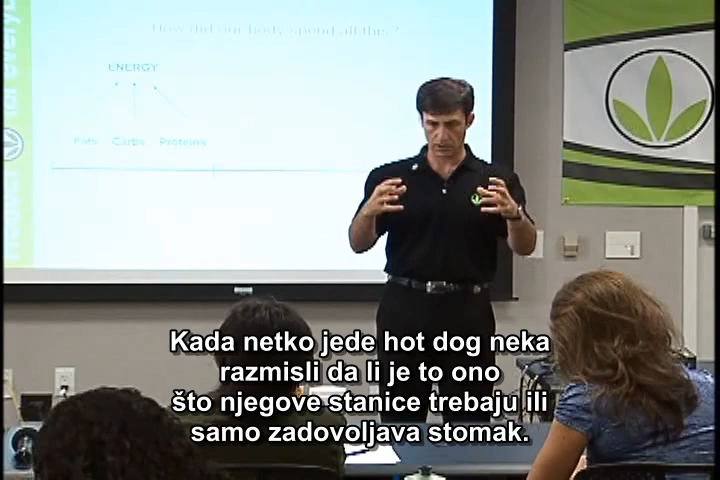 How did our body spend all this?
ENERGY
Fats Carbs Proteins
Kada netko jede hot dog neka
razmisli da li je to ono
što njegove stanice trebaju ili
samo zadovoljava stomak.